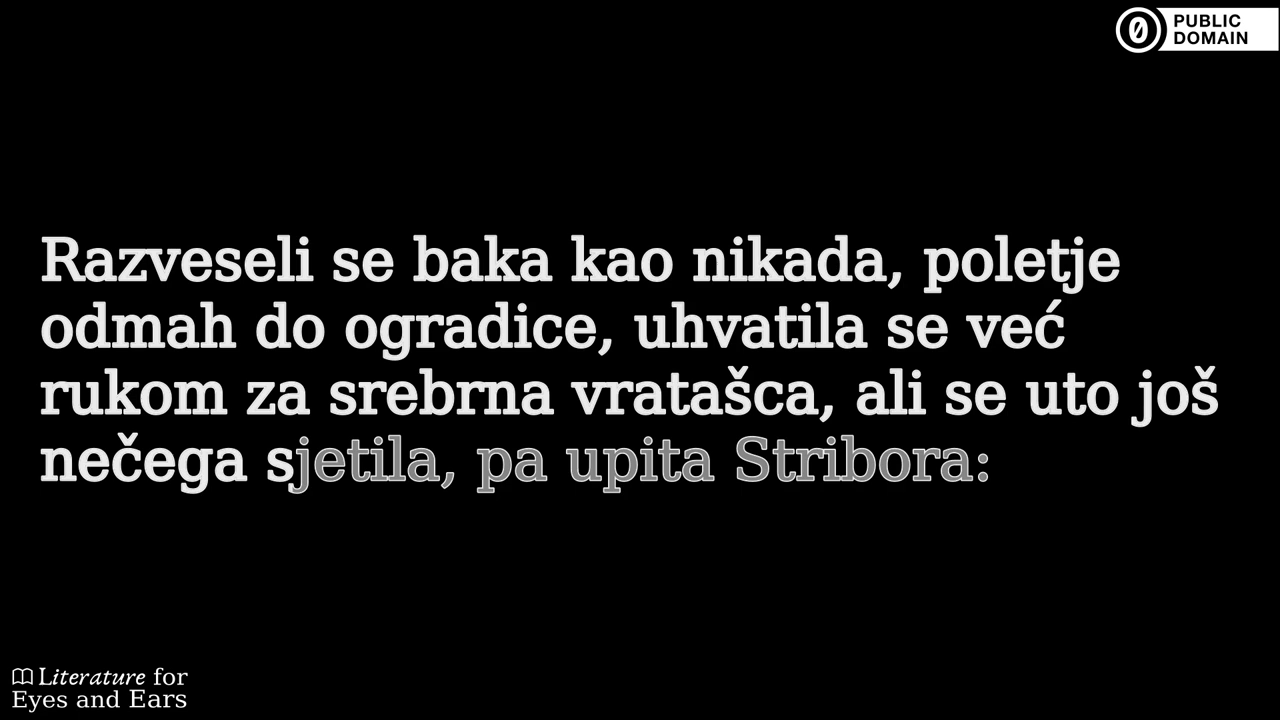 PUBLIC
DOMAIN
Razveseli se baka kao nikada, poletje
odmah do ogradice, uhvatila se već
rukom za srebrna vratašca, ali se uto još
nečega sjetila, pa upita Stribora:
Literature for
Eyes and Ears